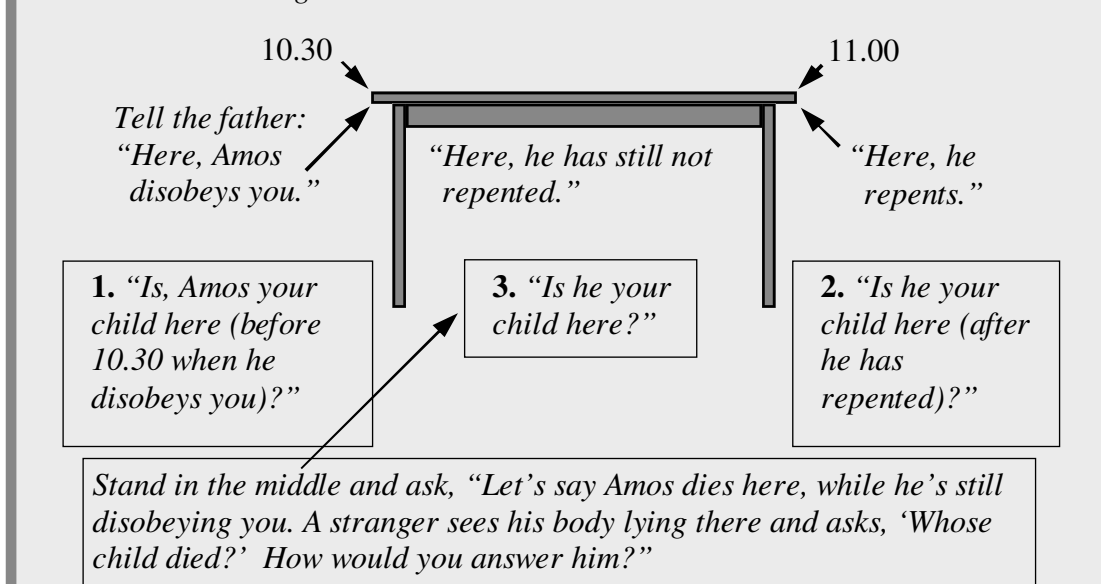 10.30
11.00
Tell the father:
“Here, Amos
disobeys you.”
“Here, he has still not
repented.”
“Here, he
repents.”
1. “Is, Amos your
child here (before
10.30 when he
disobeys you)?”
3. “Is he your
child here?”
2. “Is he your
child here (after
he has
repented)?”
Stand in the middle and ask, “Let’s say Amos dies here, while he’s still
disobeying you. A stranger sees his body lying there and asks, ‘Whose
child died?’ How would you answer him?”